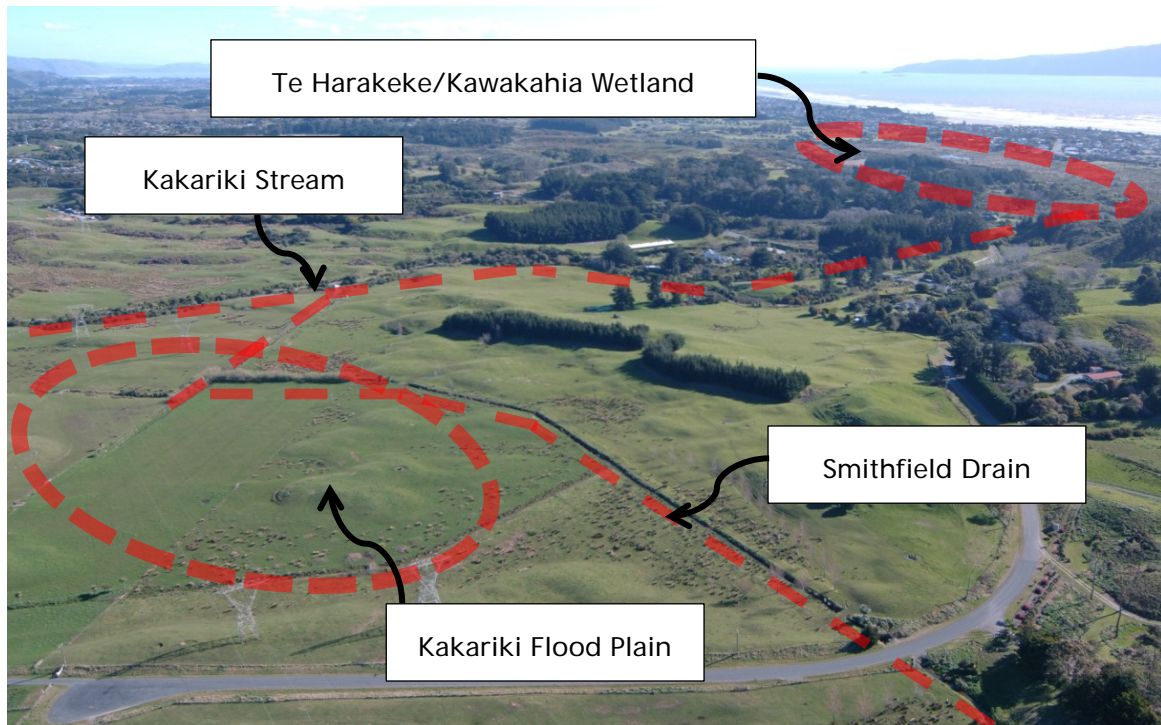 Te Harakeke/Kawakahia Wetland
Kakariki Stream
Smithfield Drain
Kakariki Flood Plain